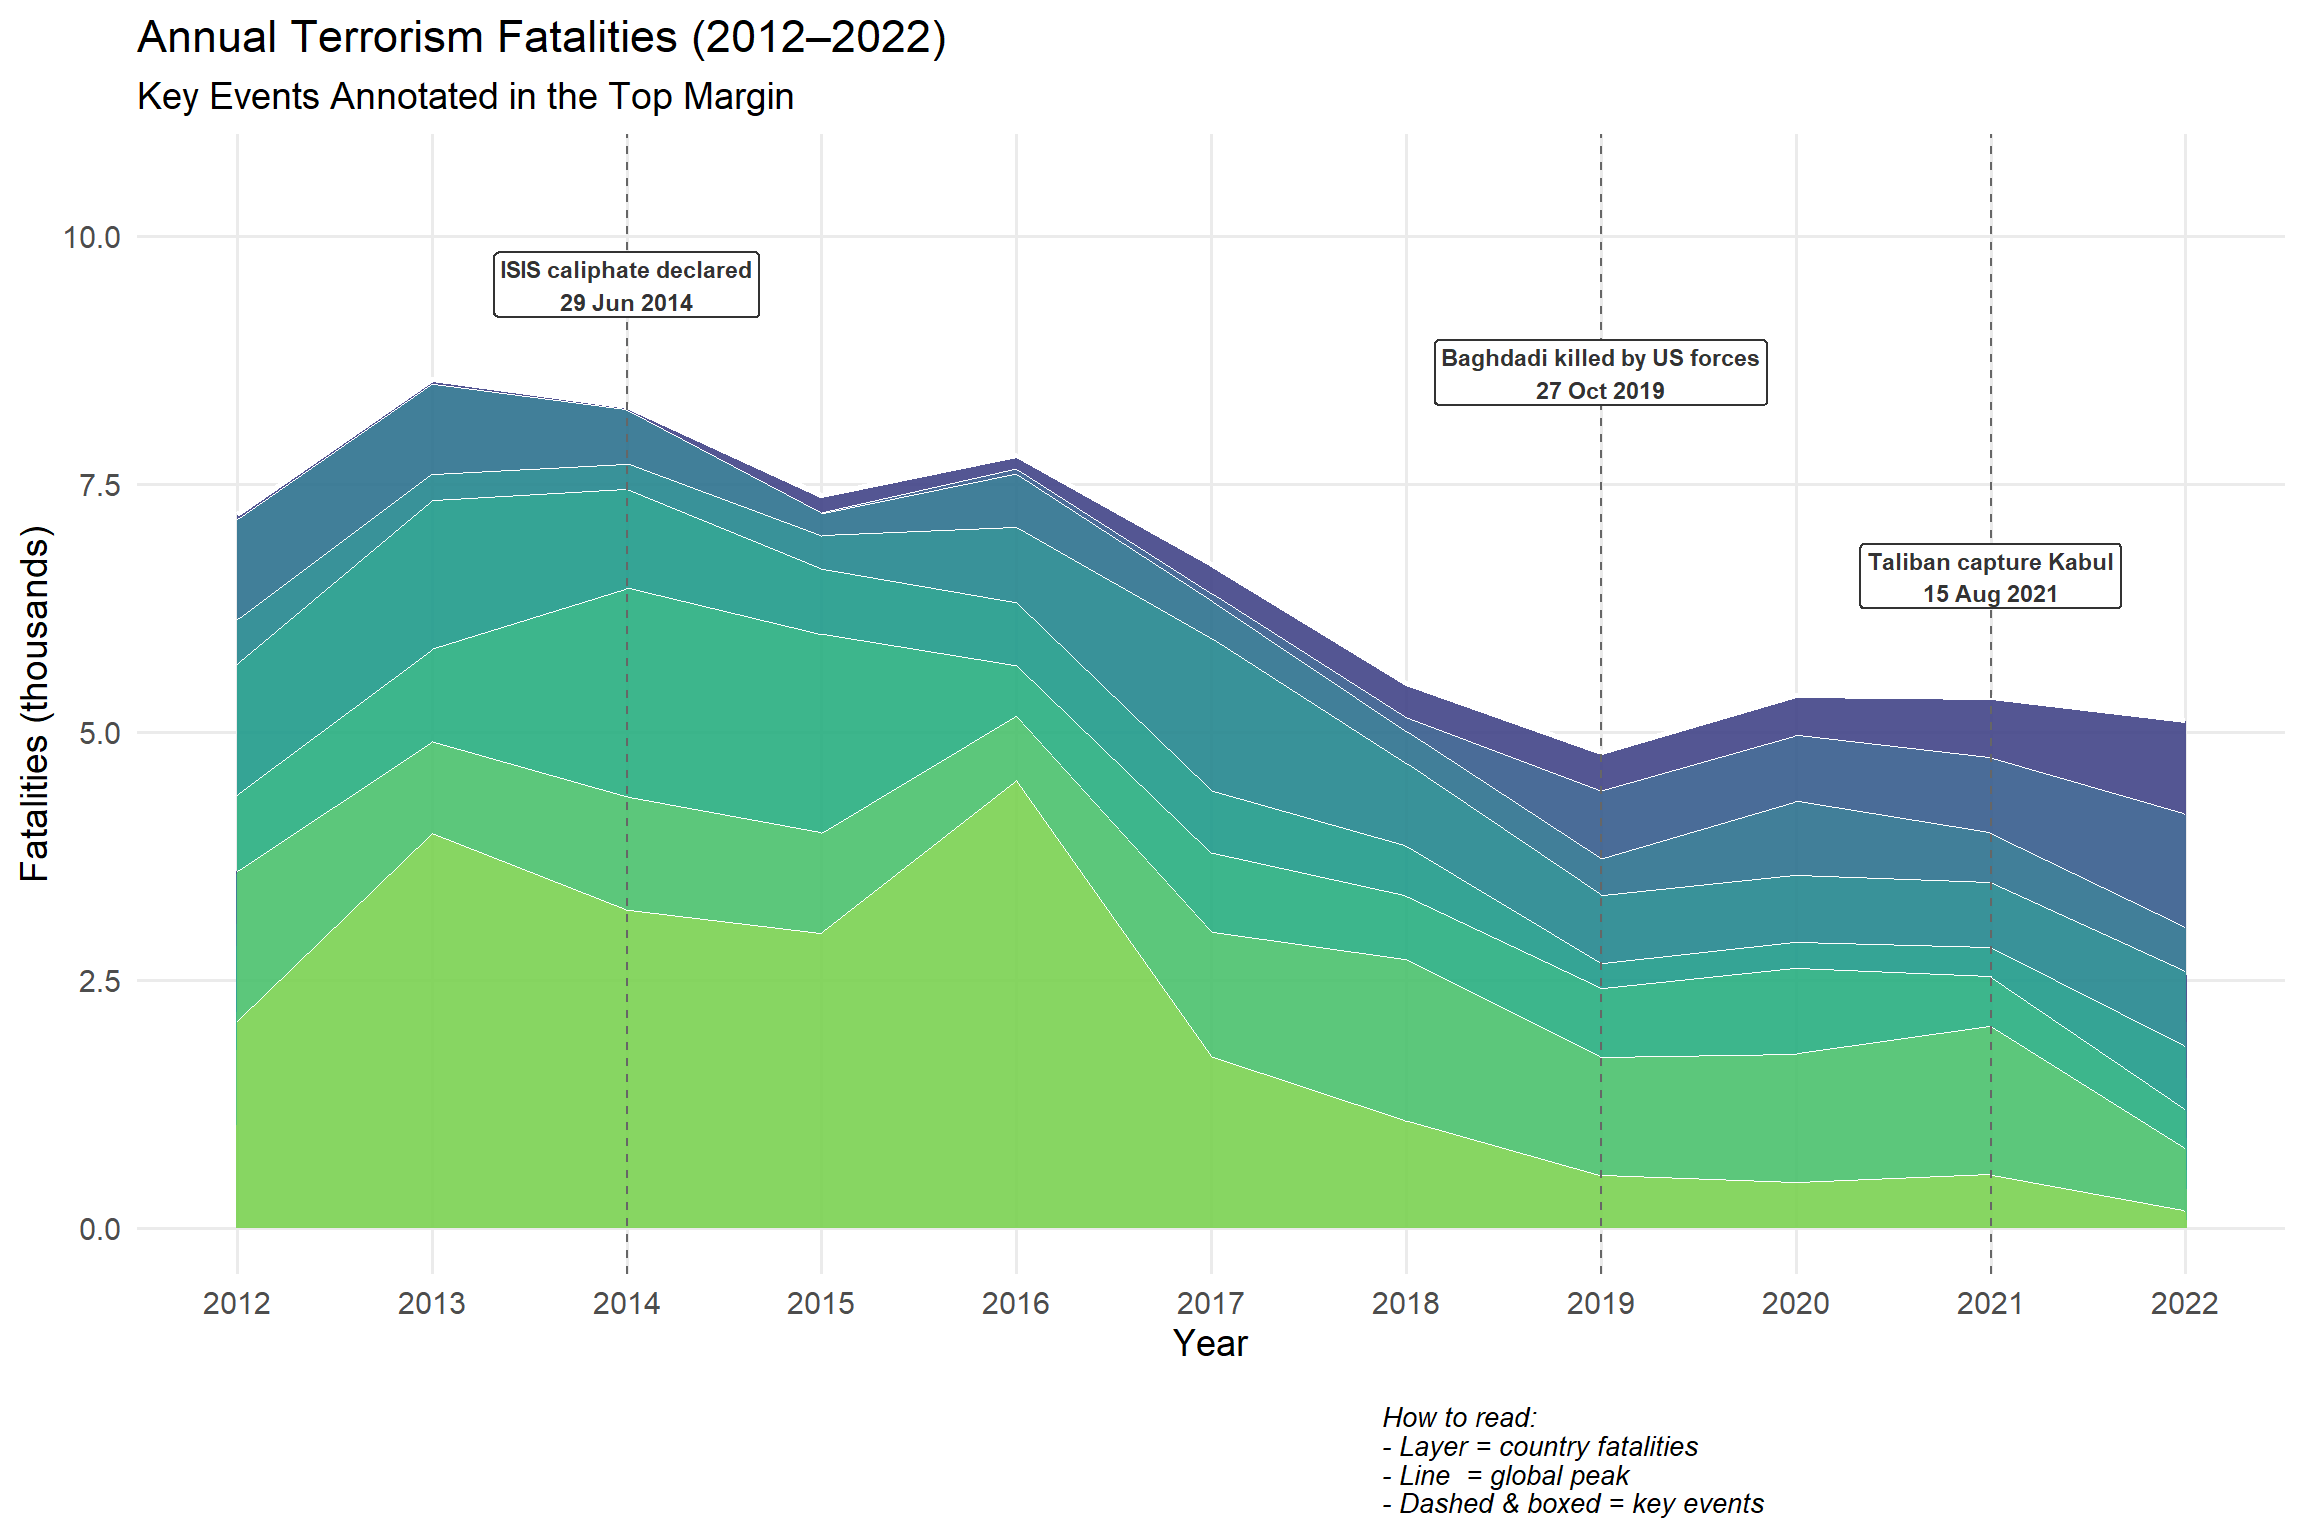 Annual Terrorism Fatalities (2012–2022)
Key Events Annotated in the Top Margin
Fatalities (thousands)
10.0
7.5
5.0
2.5
0.0
ISIS caliphate declared
29 Jun 2014
Baghdadi killed by US forces
27 Oct 2019
Taliban capture Kabul
15 Aug 2021
2012 2013 2014 2015 2016 2017 2018 2019 2020 2021 2022
Year
How to read:
- Layer = country fatalities
- Line  = global peak
- Dashed & boxed = key events